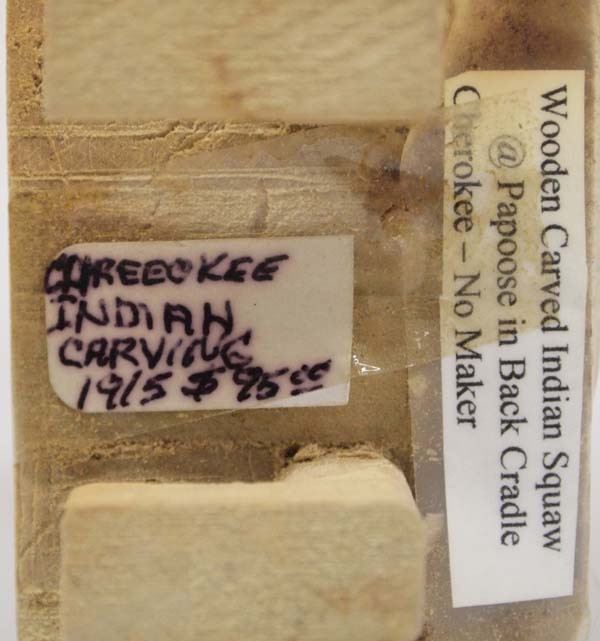 CHREEOKEE
INDIAN
CARVING
1915 $ 95 00
Wooden Carved Indian Squaw
@ Papoose in Back Cradle
Cherokee – No Maker